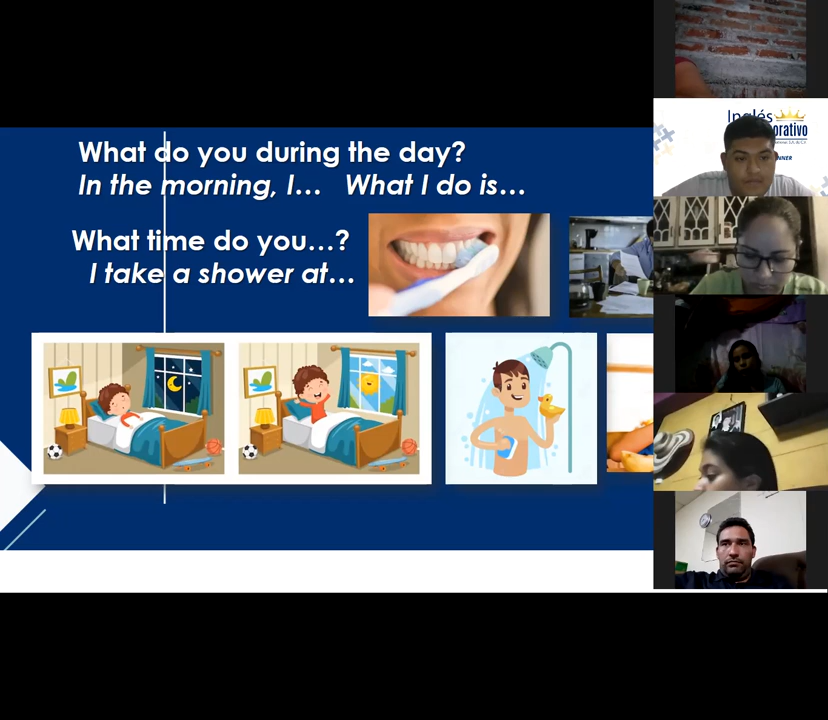 What do you during the day?
In the morning, I... What I do is...
What time do you...?
I take a shower at...
Inglés